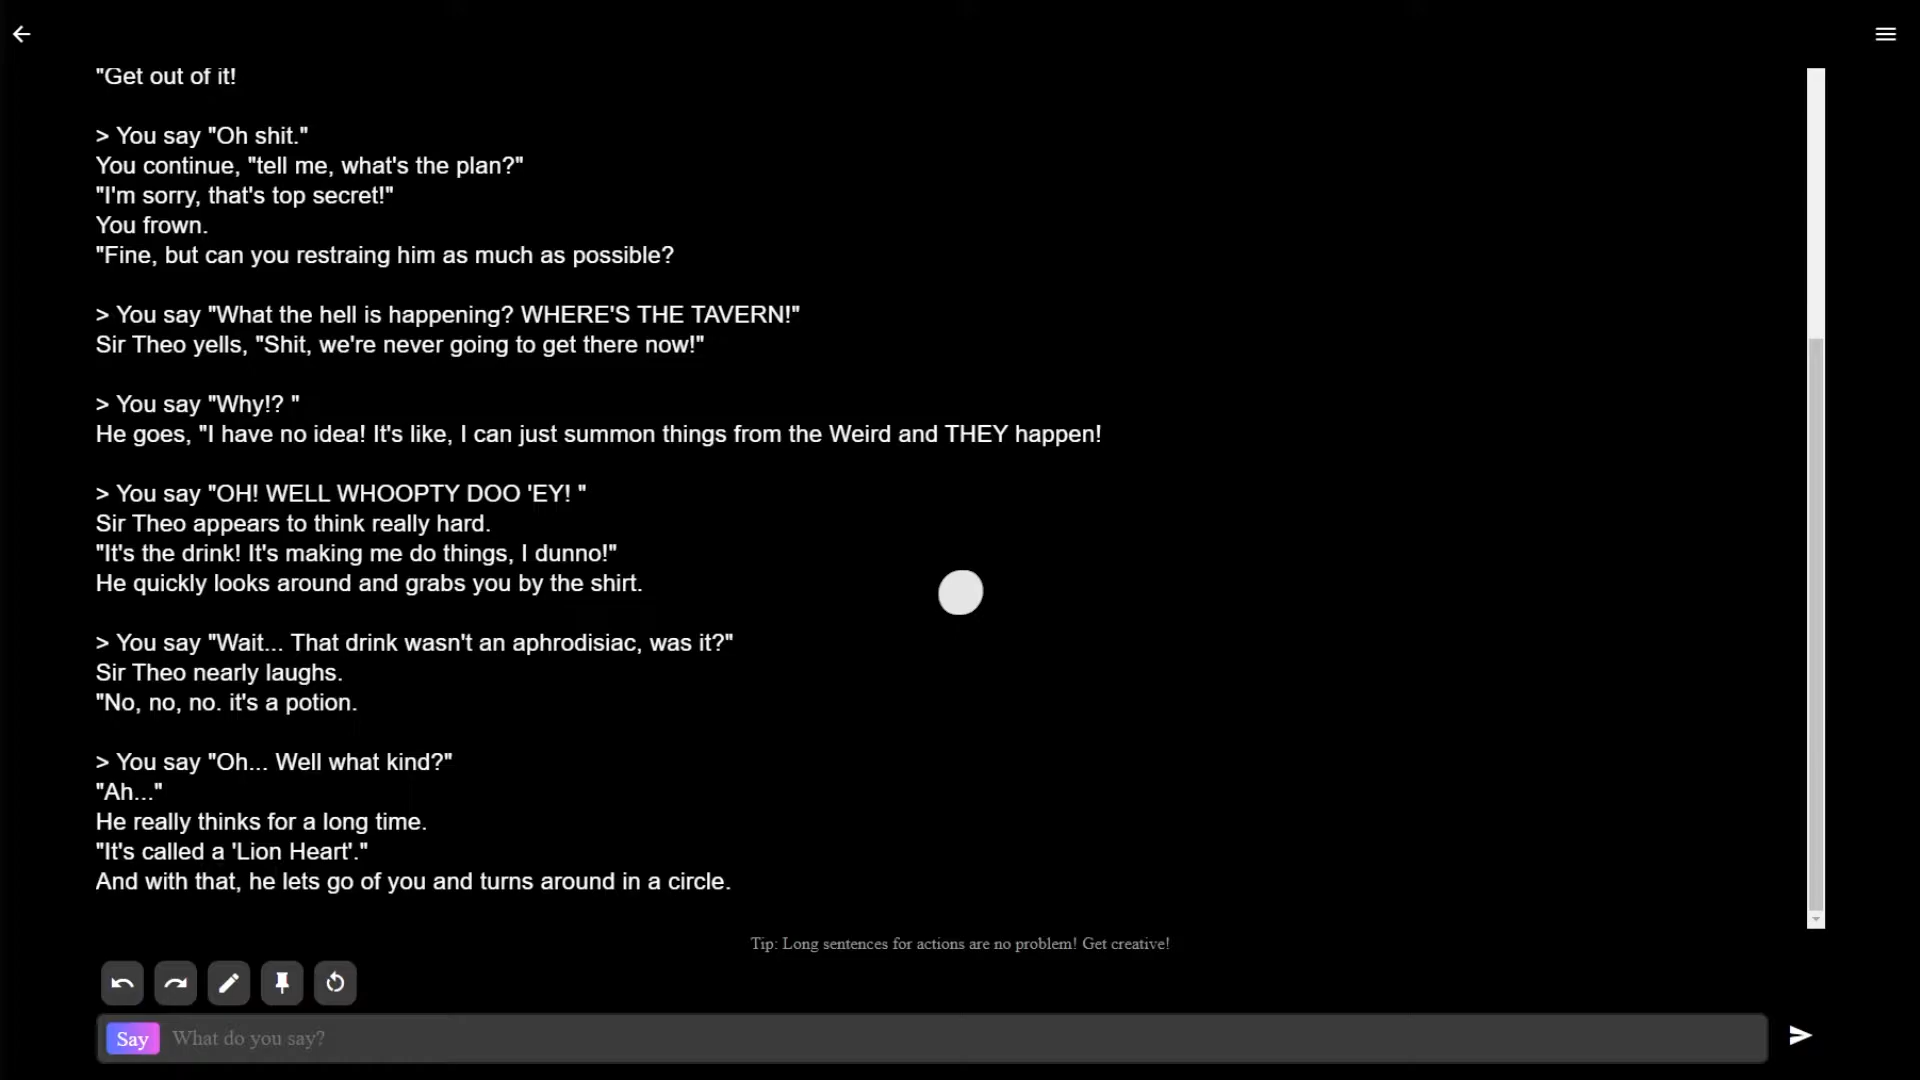 "Get out of it!
> You say "Oh shit."
You continue, "tell me, what's the plan?"
"I'm sorry, that's top secret!"
You frown.
"Fine, but can you restraing him as much as possible?
> You say "What the hell is happening? WHERE'S THE TAVERN!"
Sir Theo yells, "Shit, we're never going to get there now!"
> You say "Why!? "
He goes, "I have no idea! It's like, I can just summon things from the Weird and THEY happen!
> You say "OH! WELL WHOOPTY DOO 'EY! "
Sir Theo appears to think really hard.
"It's the drink! It's making me do things, I dunno!"
He quickly looks around and grabs you by the shirt.
> You say "Wait... That drink wasn't an aphrodisiac, was it?"
Sir Theo nearly laughs.
"No, no, no. it's a potion.
> You say "Oh... Well what kind?"
"Ah..."
He really thinks for a long time.
"It's called a 'Lion Heart'."
And with that, he lets go of you and turns around in a circle.
Tip: Long sentences for actions are no problem! Get creative!
Say What do you say?